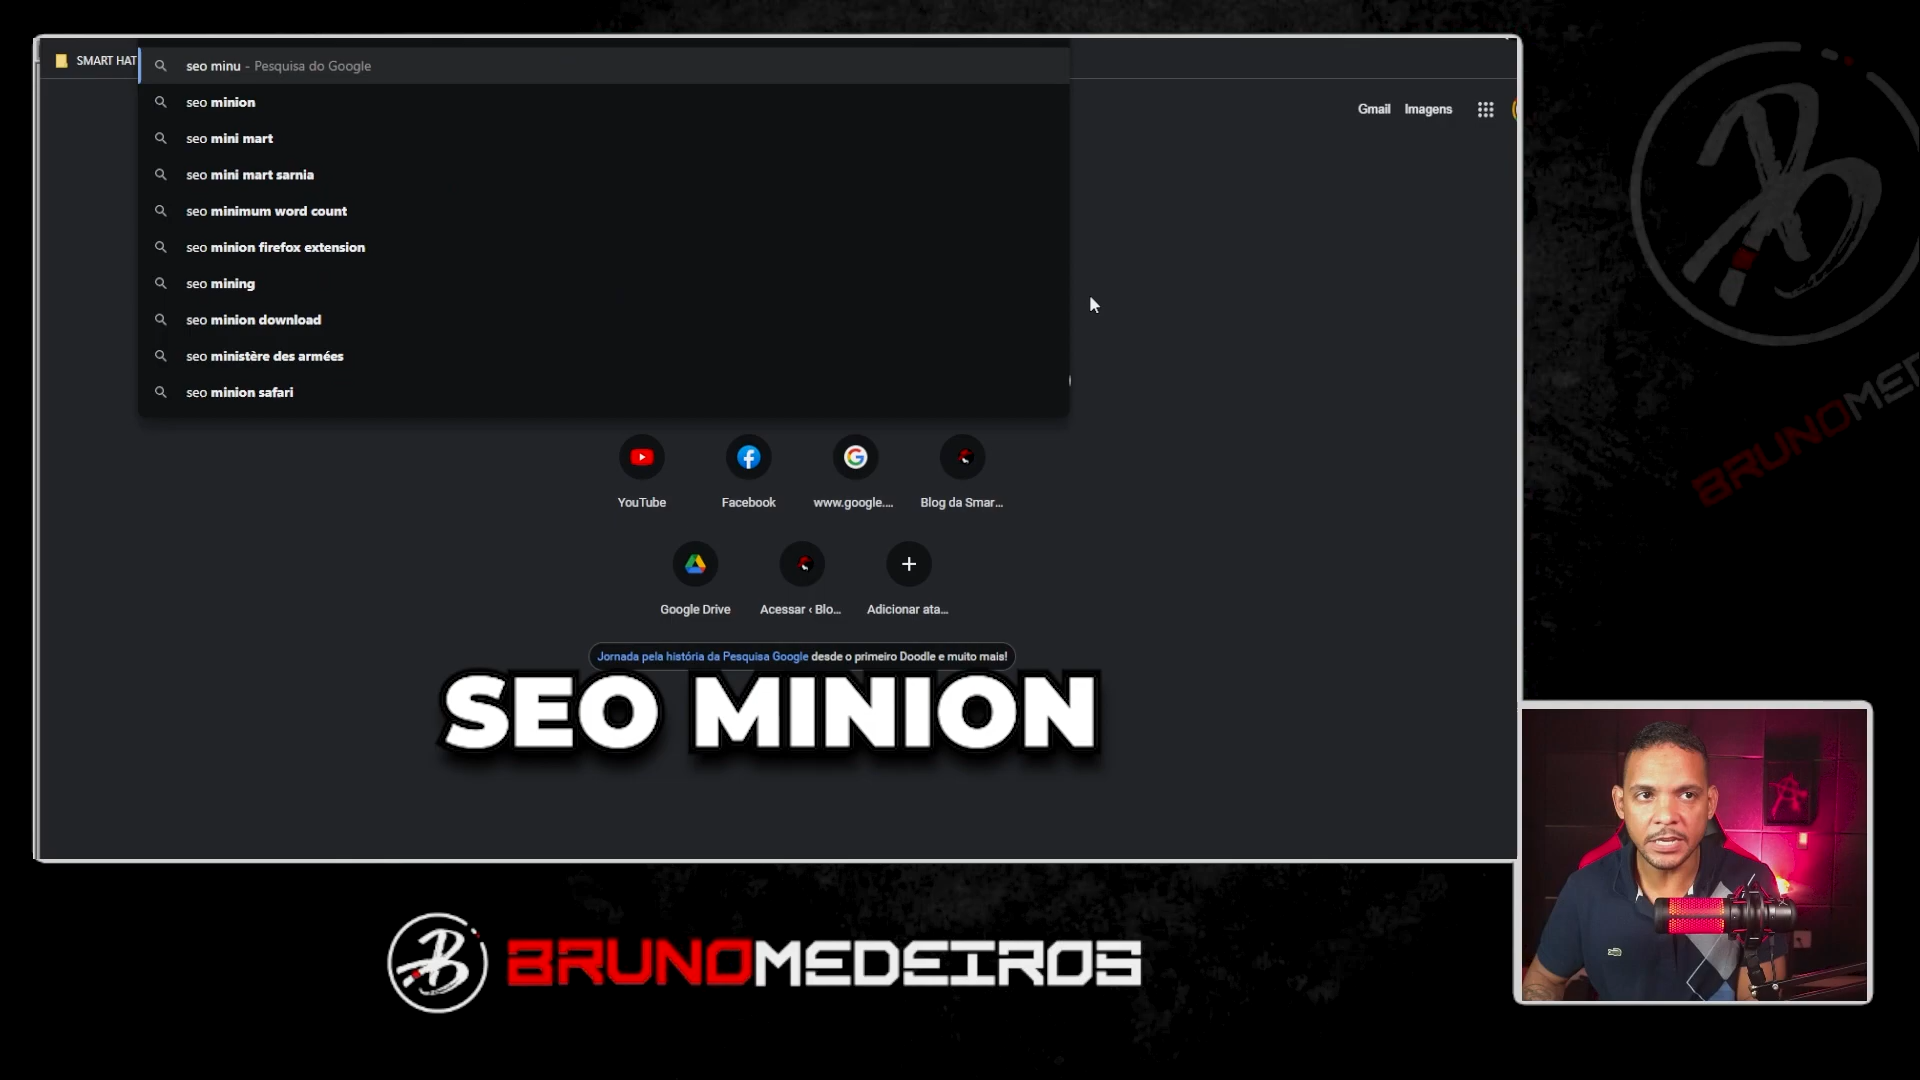 SMART HAT
seo minu - Pesquisa do Google
seo minion
seo mini mart
seo mini mart sarnia
seo minimum word count
seo minion firefox extension
seo mining
seo minion download
seo ministère des armées
seo minion safari
Gmail Imagens
YouTube Facebook www.google.... Blog da Smar...
Google Drive Acessar ‹ Blo... Adicionar ata...
Jornada pela história da Pesquisa Google desde o primeiro Doodle e muito mais!
SEO MINION
BRUNOMEDEIROS
BRUNOMED